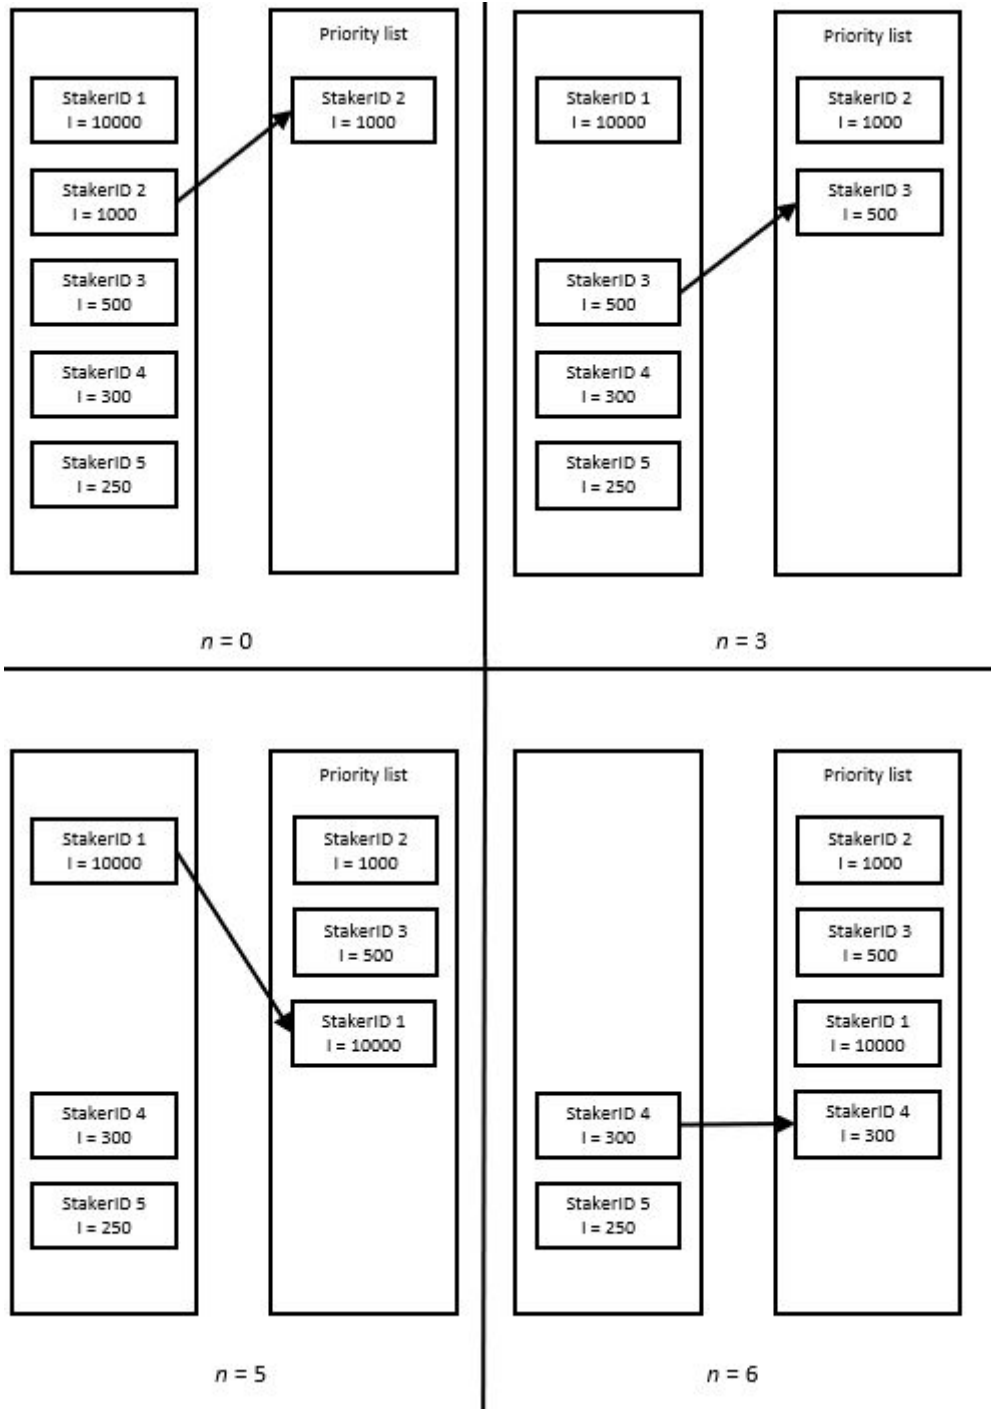 StakerID 1
I = 10000
StakerID 2
I = 1000
StakerID 3
I = 500
StakerID 4
I = 300
StakerID 5
I = 250
Priority list
StakerID 2
I = 1000
n = 0
StakerID 1
I = 10000
StakerID 3
I = 500
StakerID 4
I = 300
StakerID 5
I = 250
Priority list
StakerID 2
I = 1000
StakerID 3
I = 500
n = 3
StakerID 1
I = 10000
StakerID 4
I = 300
StakerID 5
I = 250
Priority list
StakerID 2
I = 1000
StakerID 3
I = 500
StakerID 1
I = 10000
n = 5
StakerID 4
I = 300
StakerID 5
I = 250
Priority list
StakerID 2
I = 1000
StakerID 3
I = 500
StakerID 1
I = 10000
StakerID 4
I = 300
n = 6